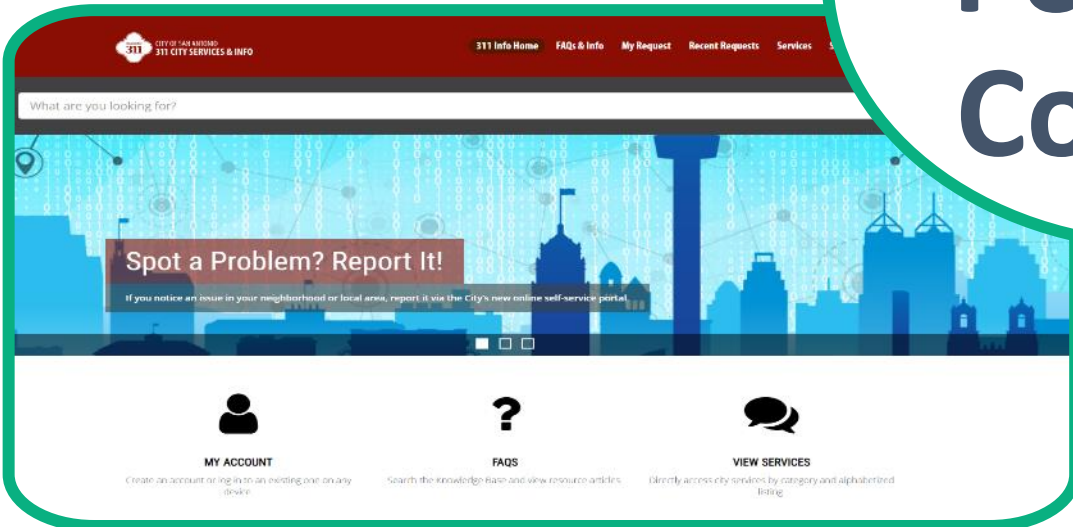 311
CITY OF SAN ANTONIO
311 CITY SERVICES & INFO
311 Info Home FAQs & Info My Request Recent Requests Services
Co
What are you looking for?
Spot a Problem? Report It!
If you notice an issue in your neighborhood or local area, report it via the City's new online self-service portal
MY ACCOUNT
Create an account or log in to an existing one on any
device
FAQS
Search the Knowledge Base and view resource articles
VIEW SERVICES
Directly access city services by category and alphabetized
listing